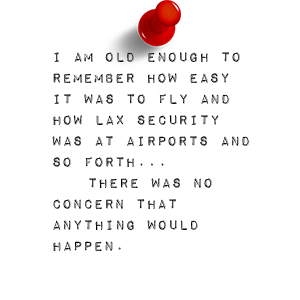 I AM OLD ENOUGH TO
REMEMBER HOW EASY
IT WAS TO FLY AND
HOW LAX SECURITY
WAS AT AIRPORTS AND
SO FORTH...
THERE WAS NO
CONCERN THAT
ANYTHING WOULD
HAPPEN.